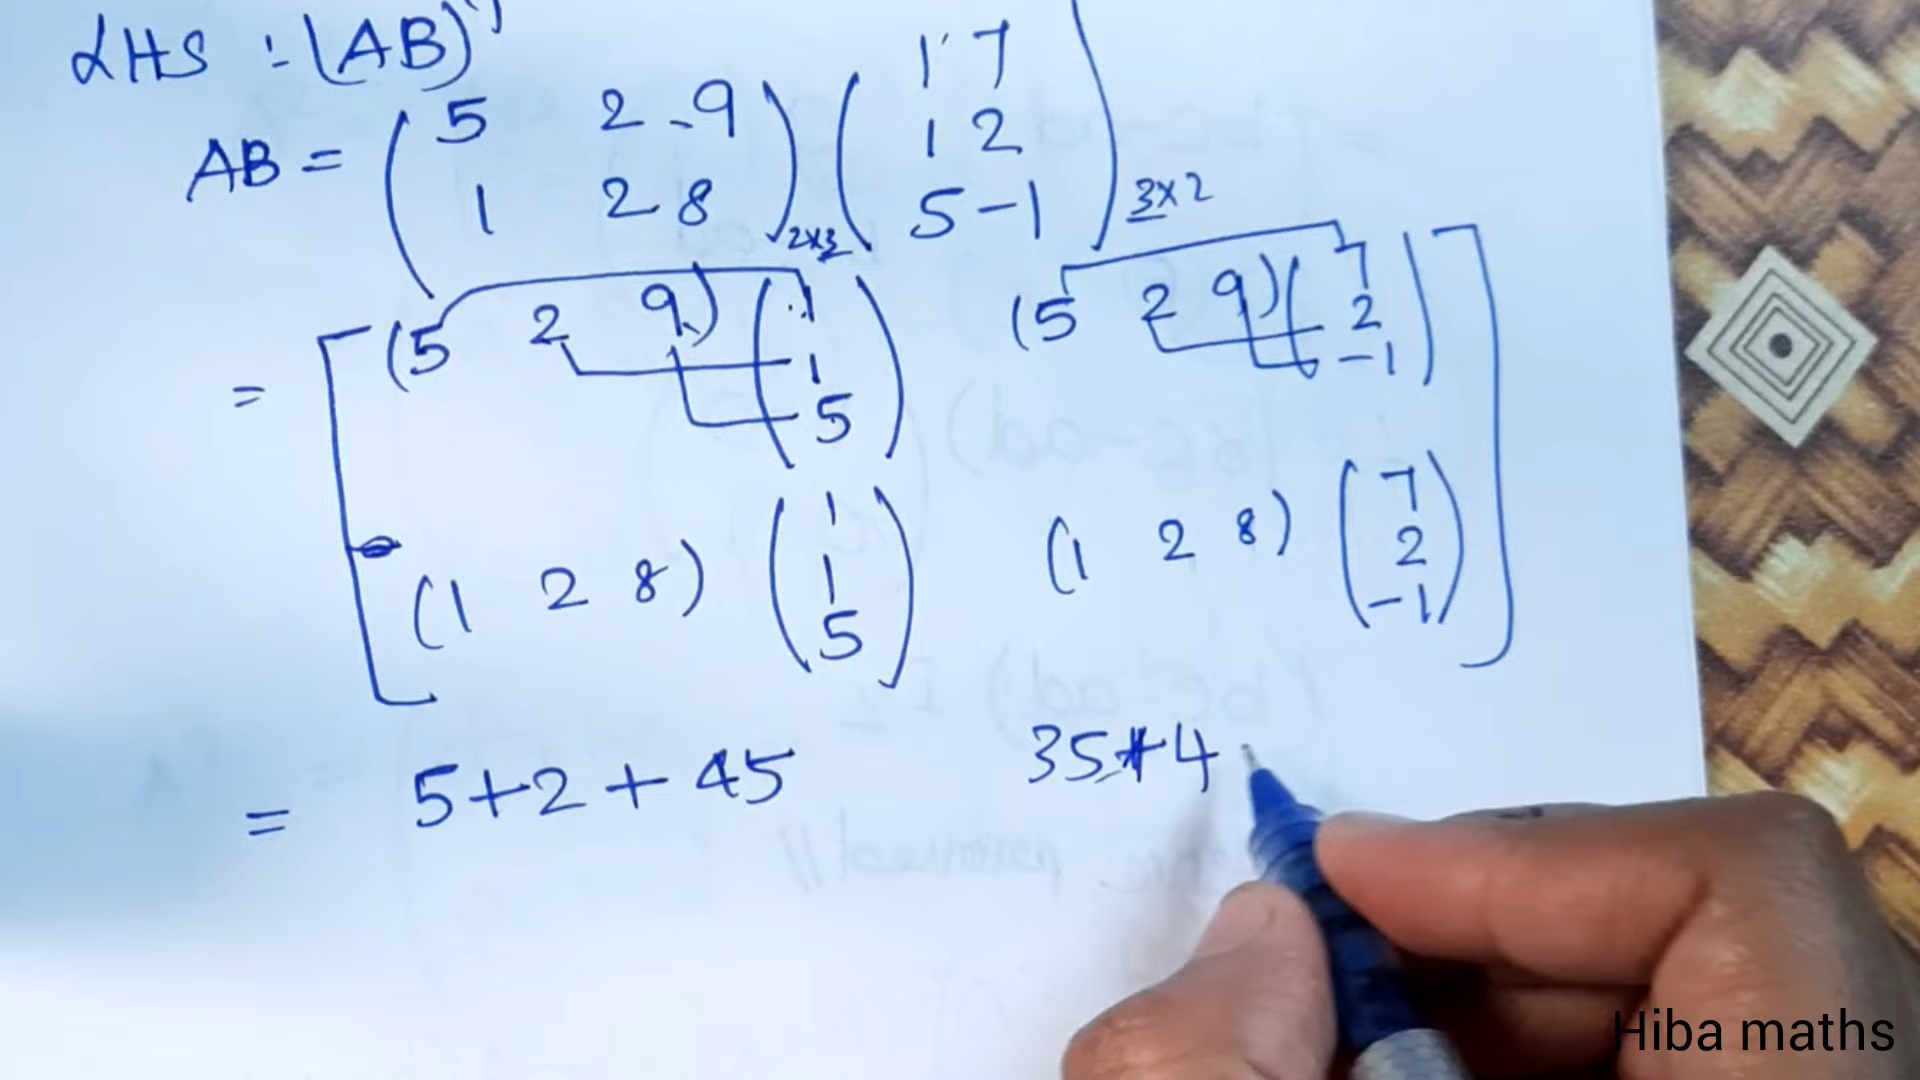 LHS : (AB)ᵀ
AB = ( 5 2 9 ) ( 1 7 )
( 1 2 8 )2x3 ( 1 2 )
( 5 -1 )3x2
= [ (5 2 9) ( 1 1 5 ) (5 2 9) ( 7 2 -1 )
(1 2 8) ( 1 1 5 ) (1 2 8) ( 7 2 -1 ) ]
= 5+2+45 35+4
Hiba maths